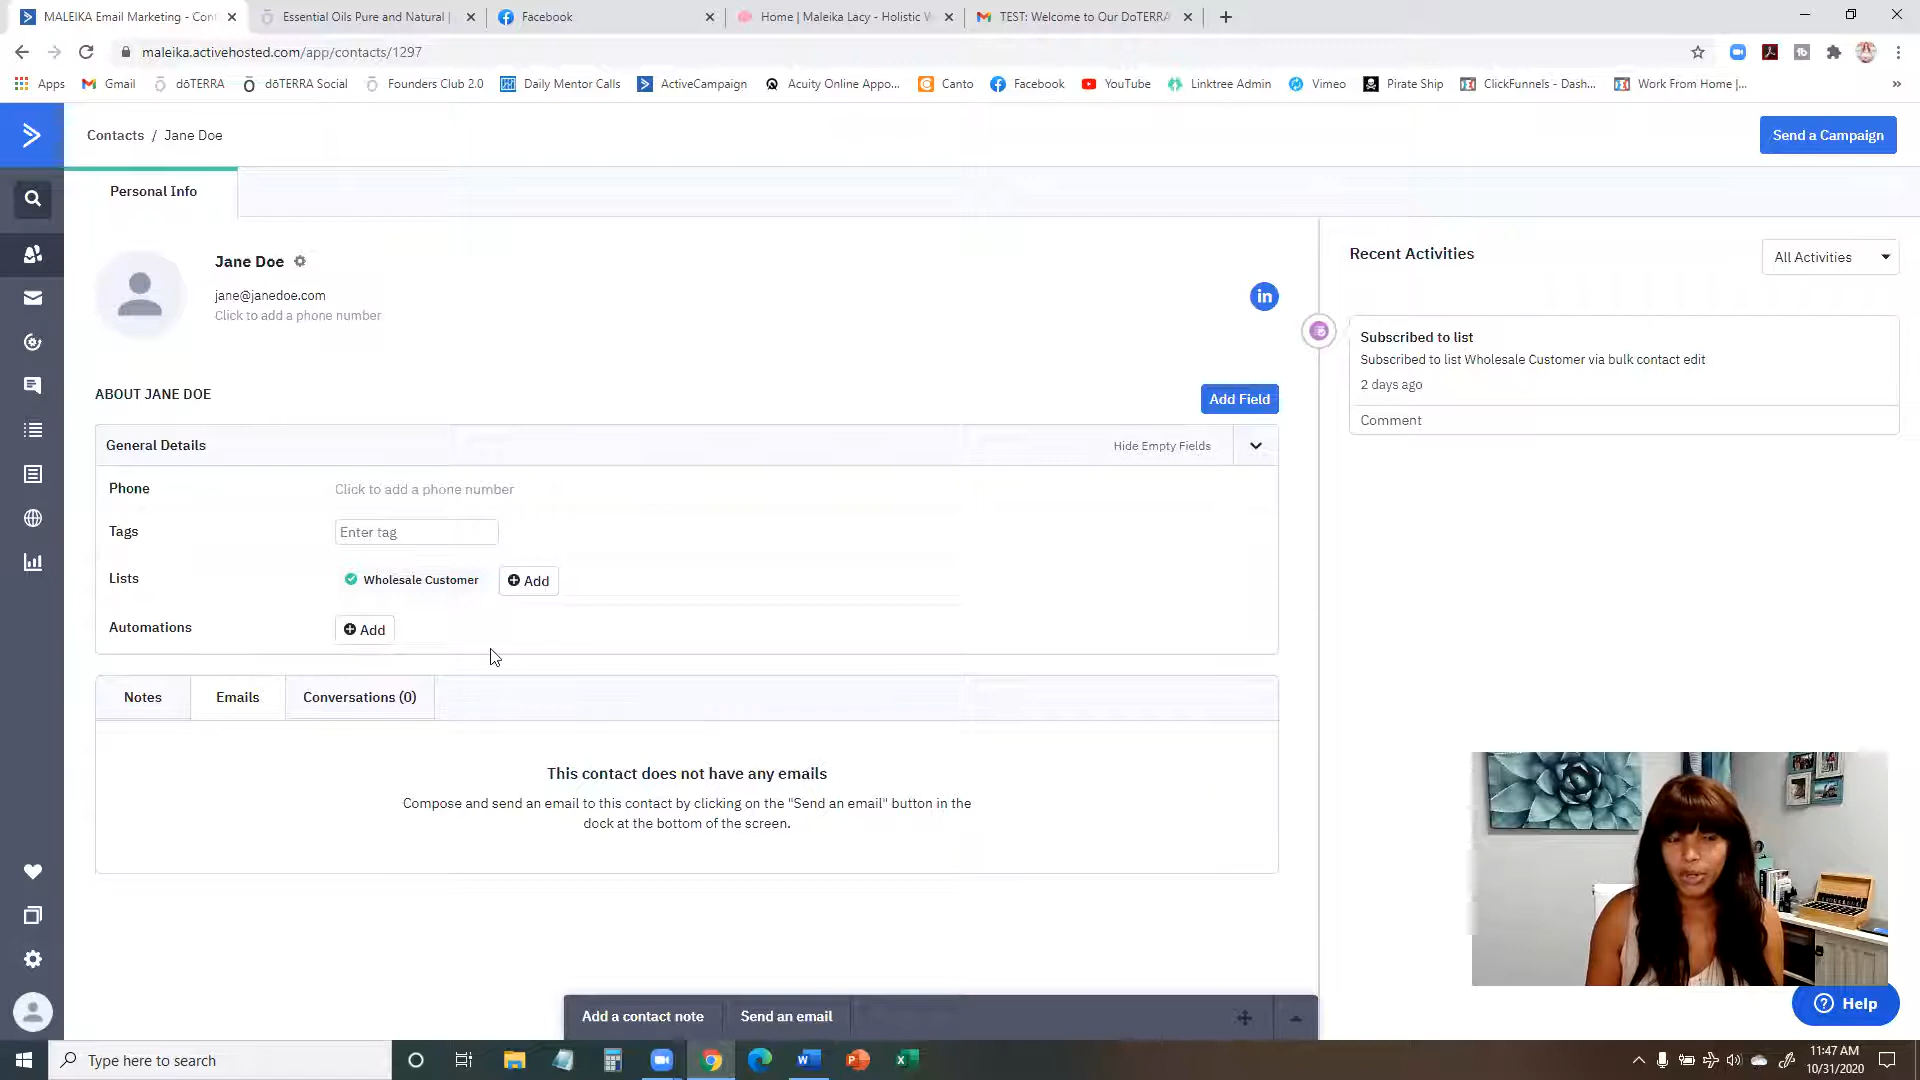 MALEIKA Email Marketing - Cont
Essential Oils Pure and Natural |
Facebook
Home | Maleika Lacy - Holistic W
TEST: Welcome to Our DoTERRA
maleika.activehosted.com/app/contacts/1297
Apps
Gmail
dōTERRA
dōTERRA Social
Founders Club 2.0
Daily Mentor Calls
ActiveCampaign
Acuity Online Appo...
Canto
Facebook
YouTube
Linktree Admin
Vimeo
Pirate Ship
ClickFunnels - Dash...
Work From Home |...
Contacts / Jane Doe
Send a Campaign
Personal Info
Jane Doe
jane@janedoe.com
Click to add a phone number
in
Recent Activities
All Activities
Subscribed to list
Subscribed to list Wholesale Customer via bulk contact edit
2 days ago
Comment
ABOUT JANE DOE
Add Field
General Details
Hide Empty Fields
Phone
Click to add a phone number
Tags
Enter tag
Lists
Wholesale Customer
Add
Automations
Add
Notes
Emails
Conversations (0)
This contact does not have any emails
Compose and send an email to this contact by clicking on the "Send an email" button in the
dock at the bottom of the screen.
Add a contact note
Send an email
Help
Type here to search
11:47 AM
10/31/2020